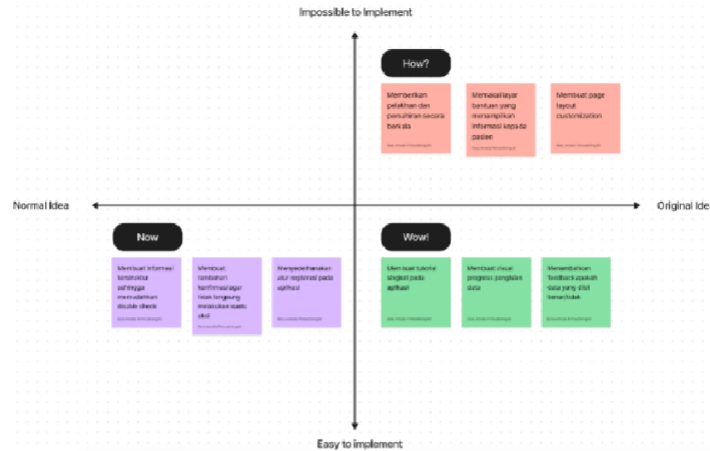 Impossible to Implement
How?
Memberikan
pelatihan dan
penyuluhan secara
berkala
Memakai layar
bantuan yang
menampilkan
informasi kepada
pasien
Membuat page
layout
customization
Normal Idea
Original Ide
Now
Wow!
Membuat informasi
terstruktur
sehingga
memudahkan
double check
Membuat
tambahan
konfirmasi agar
tidak langsung
melakukan suatu
aksi
Menyederhanakan
alur registrasi pada
aplikasi
Membuat tutorial
singkat pada
aplikasi
Membuat visual
progress pengisian
data
Menambahkan
feedback apakah
data yang diisi
benar/tidak
Easy to implement